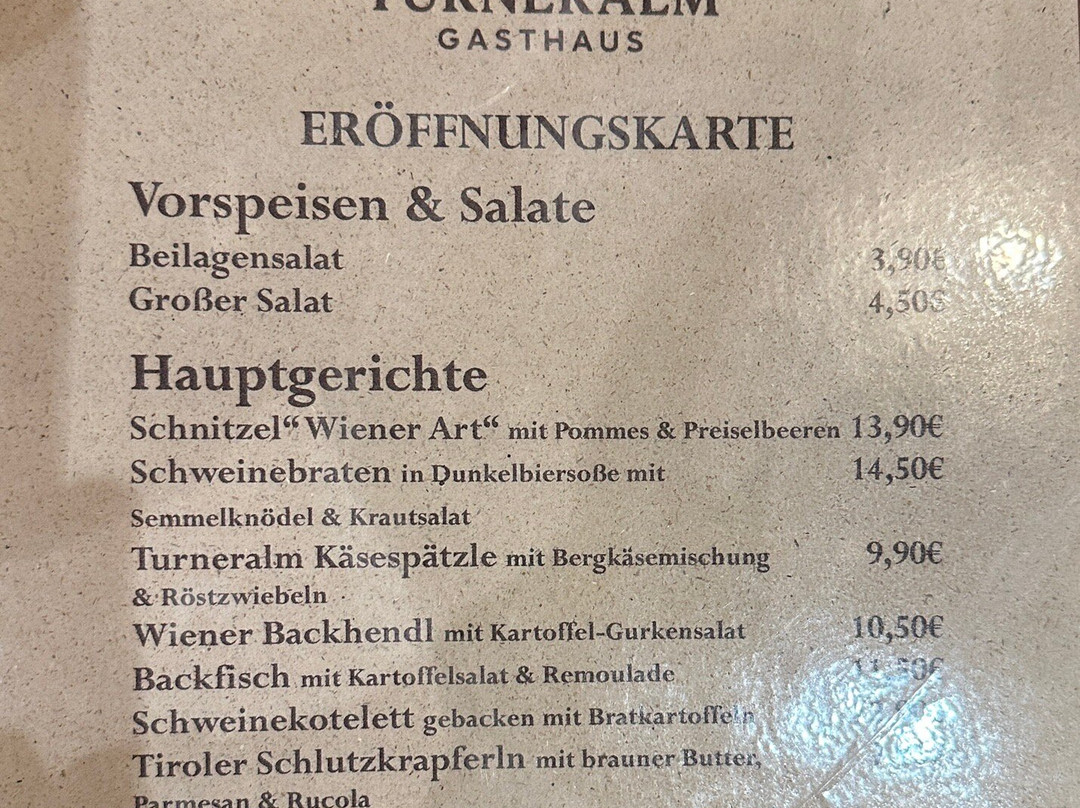 TURNERALM
GASTHAUS
ERÖFFNUNGSKARTE
Vorspeisen & Salate
Beilagensalat 3,90€
Großer Salat 4,50€
Hauptgerichte
Schnitzel“ Wiener Art“ mit Pommes & Preiselbeeren 13,90€
Schweinebraten in Dunkelbiersoße mit 14,50€
Semmelknödel & Krautsalat
Turneralm Käsespätzle mit Bergkäsemischung 9,90€
& Röstzwiebeln
Wiener Backhendl mit Kartoffel-Gurkensalat 10,50€
Backfisch mit Kartoffelsalat & Remoulade 11,50€
Schweinekotelett gebacken mit Bratkartoffeln
Tiroler Schlutzkrapferln mit brauner Butter,
Parmesan & Rucola